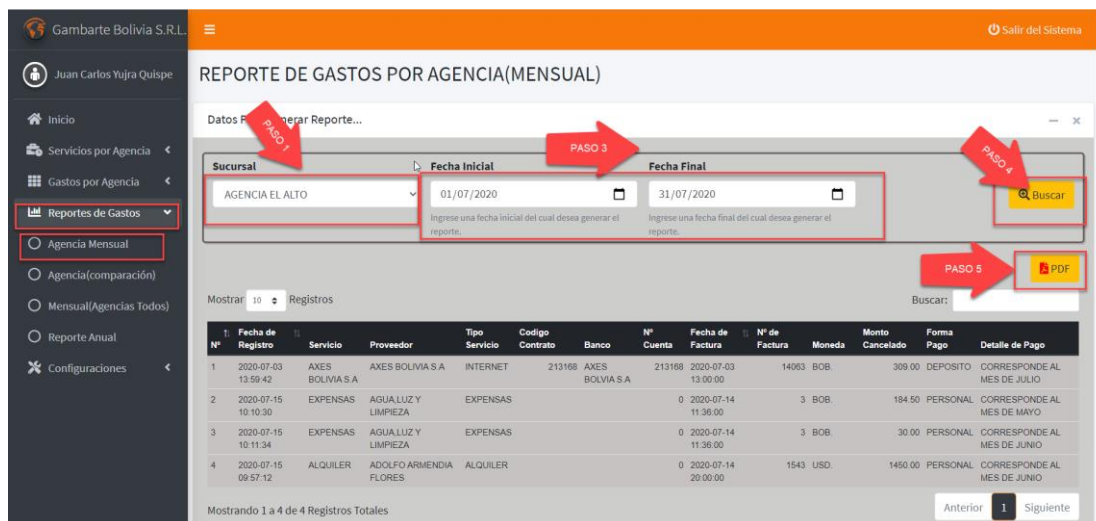 Gambarte Bolivia S.R.L.
Salir del Sistema
Juan Carlos Yujra Quispe
Inicio
Servicios por Agencia
Gastos por Agencia
Reportes de Gastos
Agencia Mensual
Agencia(comparación)
Mensual(Agencias Todos)
Reporte Anual
Configuraciones
REPORTE DE GASTOS POR AGENCIA(MENSUAL)
Datos P erar Reporte...
PASO 1
PASO 3
PASO 4
Sucursal Fecha Inicial Fecha Final
AGENCIA EL ALTO 01/07/2020 31/07/2020 Buscar
Ingrese una fecha inicial del cual desea generar el Ingrese una fecha final del cual desea generar el
reporte. reporte.
PASO 5 PDF
Mostrar 10 Registros Buscar:
Fecha de Tipo Codigo Nº Fecha de Nº de Monto Forma
Nº Registro Servicio Proveedor Servicio Contrato Banco Cuenta Factura Factura Moneda Cancelado Pago Detalle de Pago
1 2020-07-03 AXES AXES BOLIVIA S.A INTERNET 213168 AXES 213168 2020-07-03 14063 BOB. 309.00 DEPOSITO CORRESPONDE AL
13:59:42 BOLIVIA S.A BOLVIA S.A 13:00:00 MES DE JULIO
2 2020-07-15 EXPENSAS AGUA,LUZ Y EXPENSAS 0 2020-07-14 3 BOB. 184.50 PERSONAL CORRESPONDE AL
10:10:30 LIMPIEZA 11:36:00 MES DE MAYO
3 2020-07-15 EXPENSAS AGUA,LUZ Y EXPENSAS 0 2020-07-14 3 BOB. 30.00 PERSONAL CORRESPONDE AL
10:11:34 LIMPIEZA 11:36:00 MES DE JUNIO
4 2020-07-15 ALQUILER ADOLFO ARMENDIA ALQUILER 0 2020-07-14 1543 USD. 1450.00 PERSONAL CORRESPONDE AL
09:57:12 FLORES 20:00:00 MES DE JUNIO
Mostrando 1 a 4 de 4 Registros Totales Anterior 1 Siguiente